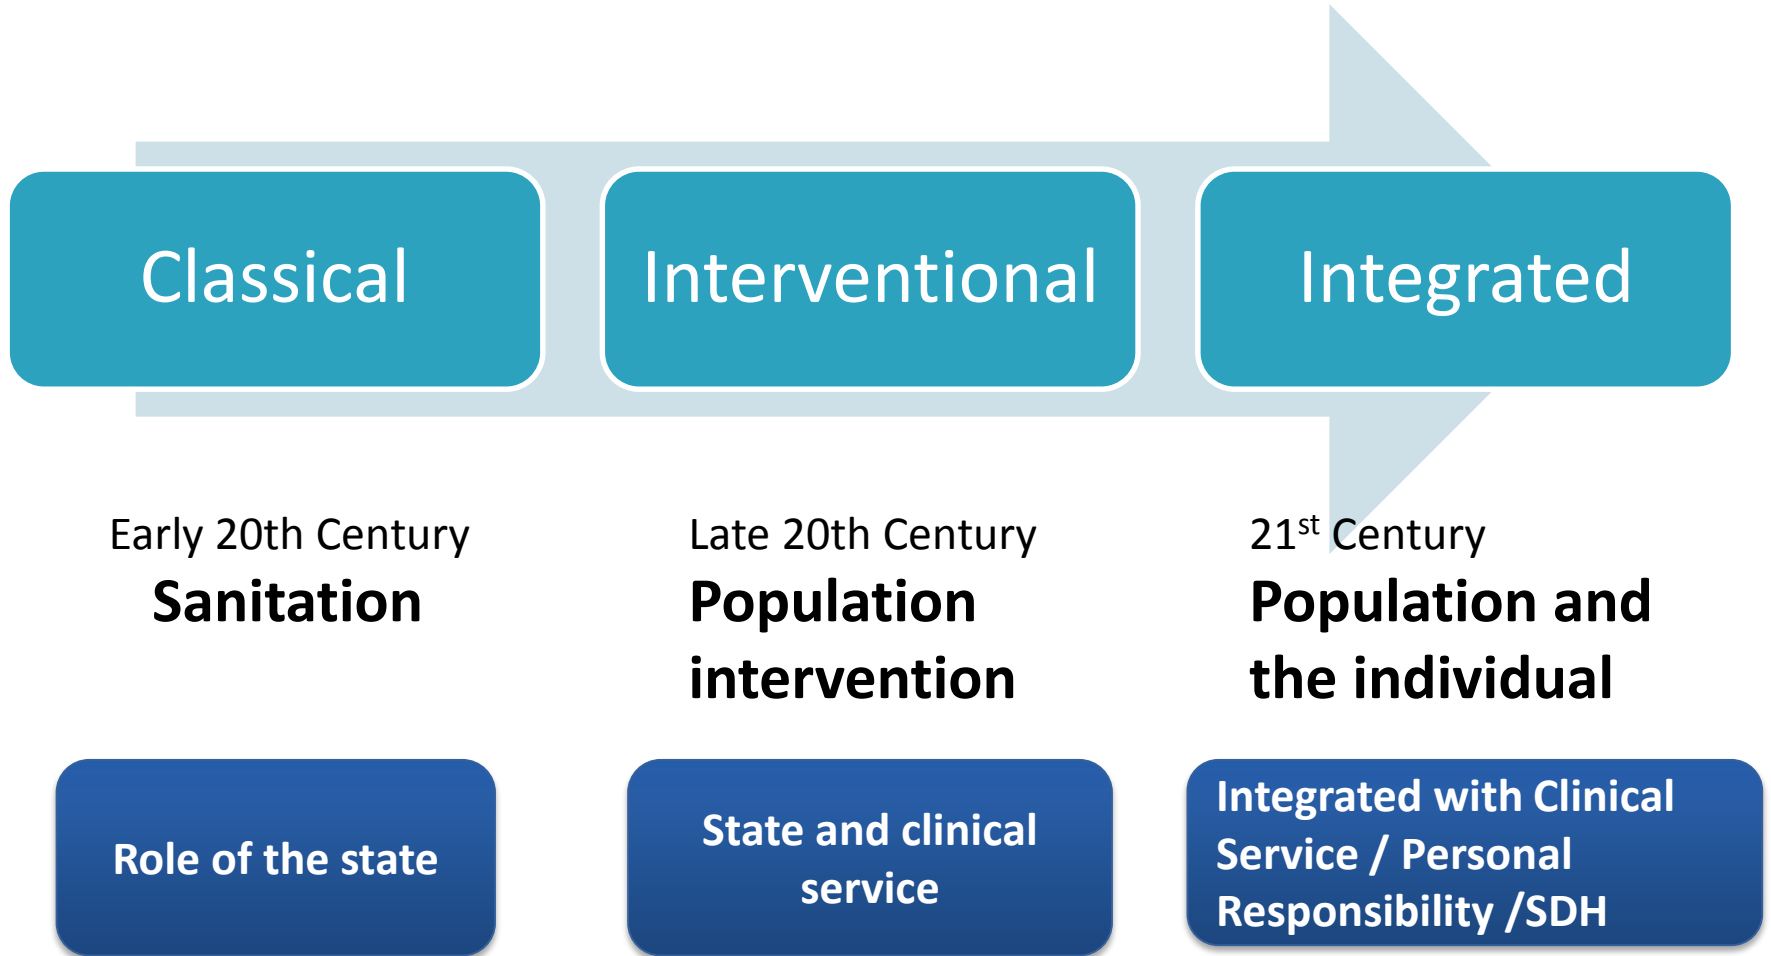 Classical
Interventional
Integrated
Early 20th Century
Sanitation
Late 20th Century
Population
intervention
21st Century
Population and
the individual
Role of the state
State and clinical
service
Integrated with Clinical
Service / Personal
Responsibility /SDH